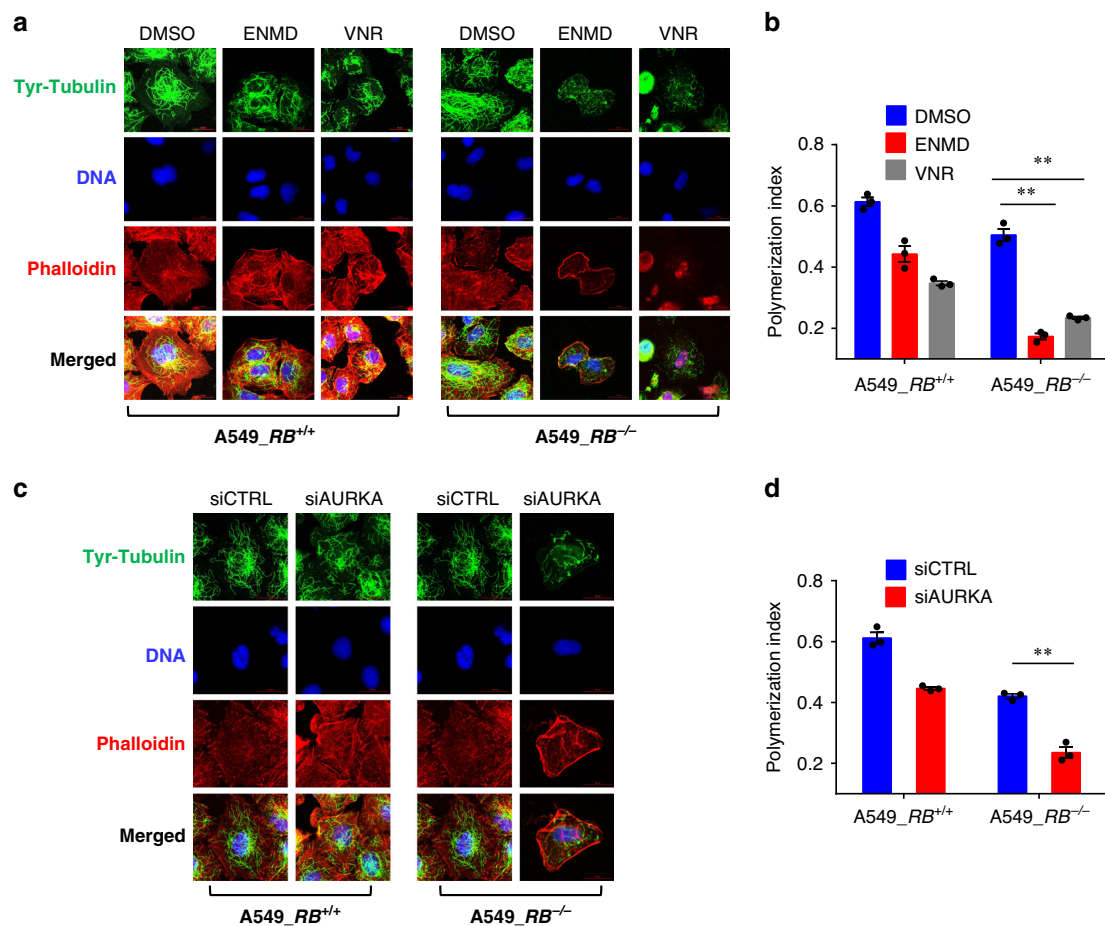 a
DMSO ENMD VNR DMSO ENMD VNR
Tyr-Tubulin
DNA
Phalloidin
Merged
A549_RB+/+ A549_RB−/−
b
DMSO
ENMD
VNR
**
**
Polymerization index
0.8
0.6
0.4
0.2
A549_RB+/+ A549_RB−/−
c
siCTRL siAURKA siCTRL siAURKA
Tyr-Tubulin
DNA
Phalloidin
Merged
A549_RB+/+ A549_RB−/−
d
siCTRL
siAURKA
**
Polymerization index
0.8
0.6
0.4
0.2
A549_RB+/+ A549_RB−/−